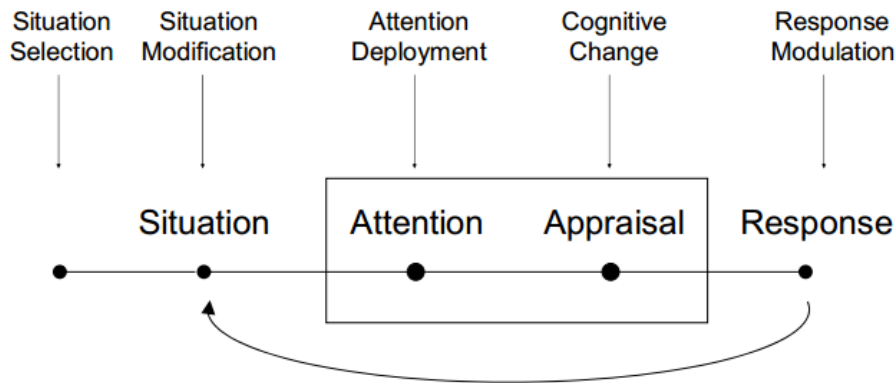 Situation
Selection
Situation
Modification
Attention
Deployment
Cognitive
Change
Response
Modulation
Situation
Attention
Appraisal
Response